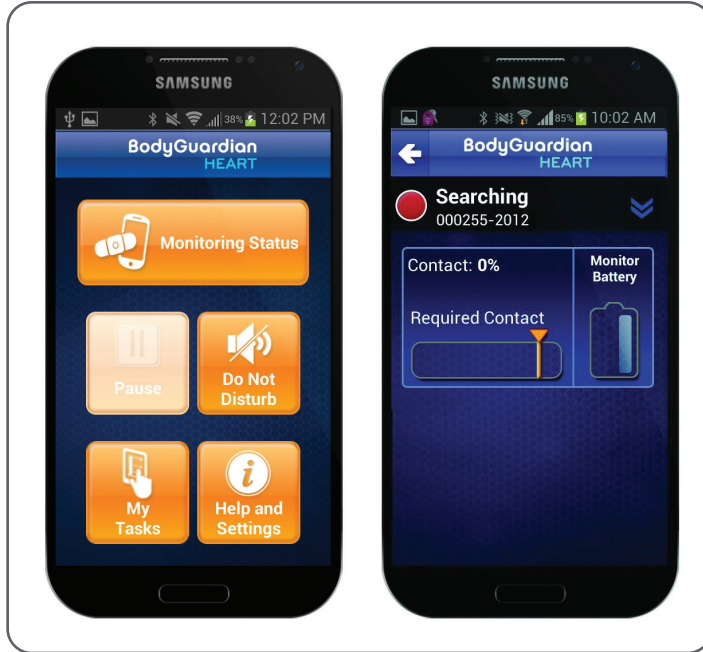 SAMSUNG
38% 12:02 PM
BodyGuardian
HEART
Monitoring Status
Pause
Do Not
Disturb
My
Tasks
i
Help and
Settings
SAMSUNG
85% 10:02 AM
BodyGuardian
HEART
Searching
000255-2012
Contact: 0%
Monitor
Battery
Required Contact